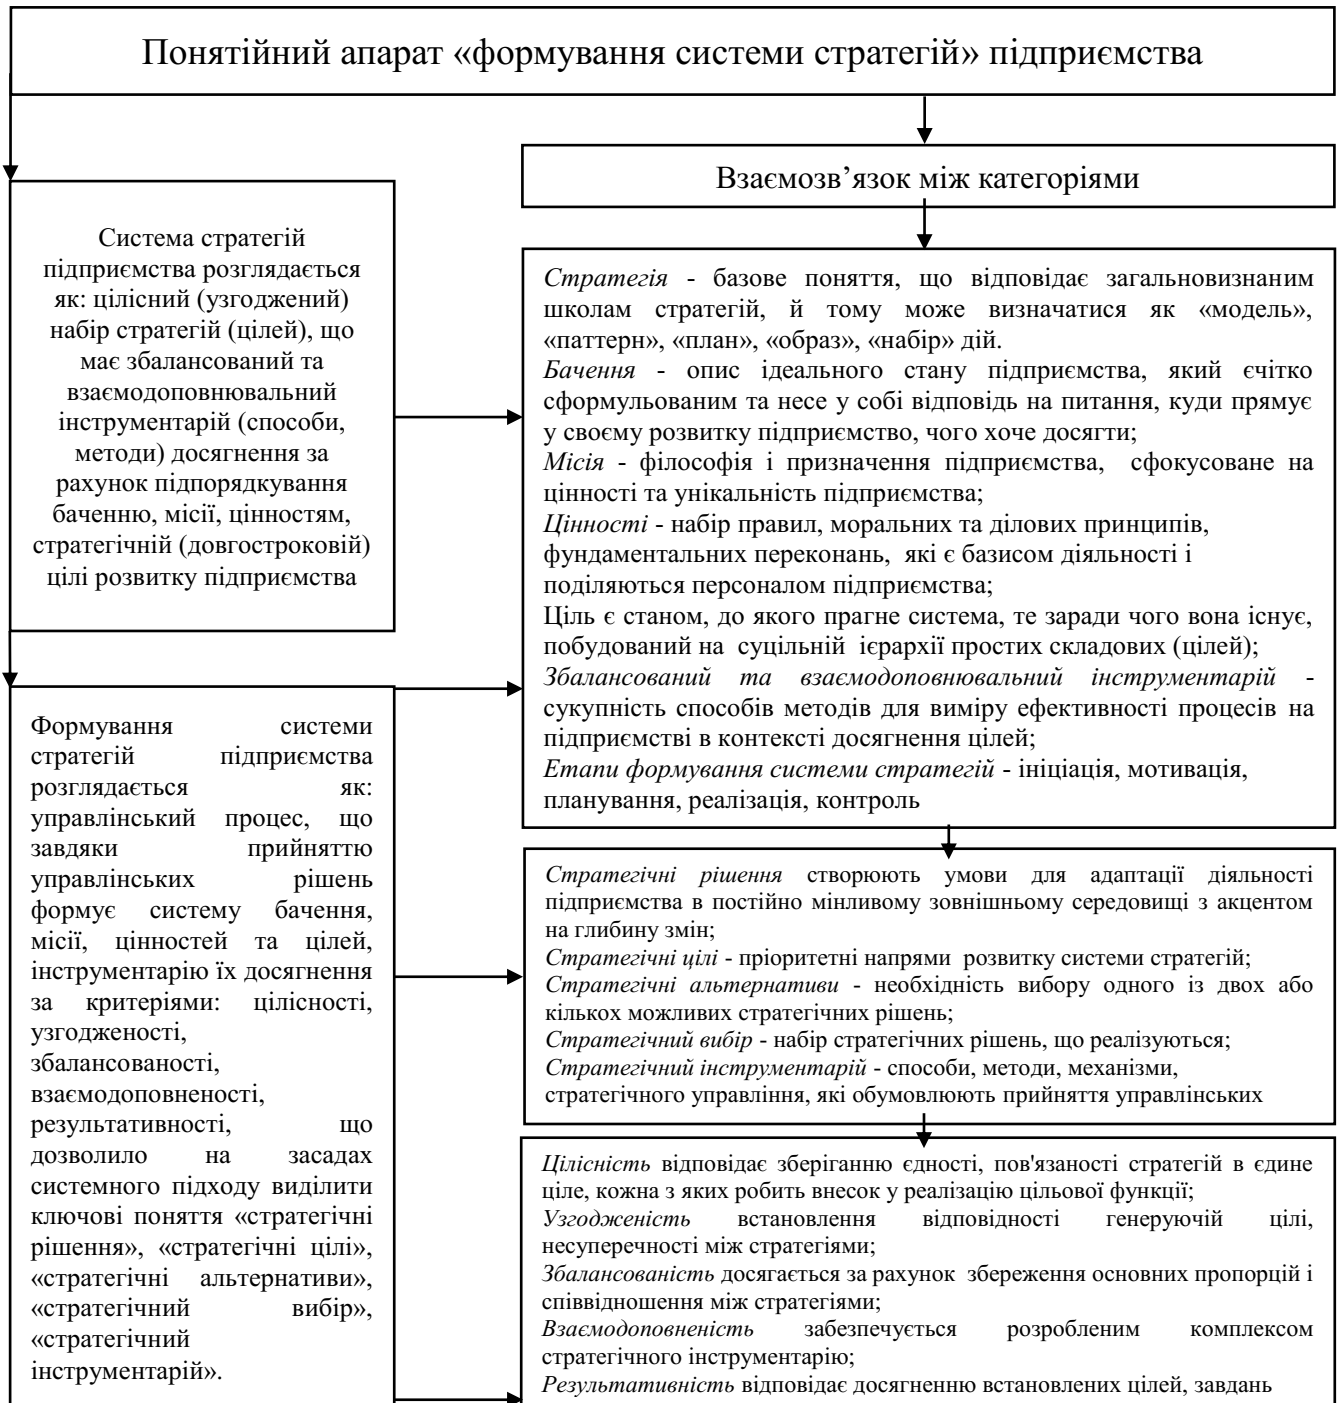 Понятійний апарат «формування системи стратегій» підприємства
Система стратегій
підприємства розглядається
як: цілісний (узгоджений)
набір стратегій (цілей), що
має збалансований та
взаємодоповнювальний
інструментарій (способи,
методи) досягнення за
рахунок підпорядкування
баченню, місії, цінностям,
стратегічній (довгостроковій)
цілі розвитку підприємства
Формування системи
стратегій підприємства
розглядається як:
управлінський процес, що
завдяки прийняттю
управлінських рішень
формує систему бачення,
місії, цінностей та цілей,
інструментарію їх досягнення
за критеріями: цілісності,
узгодженості,
збалансованості,
взаємодоповненості,
результативності, що
дозволило на засадах
системного підходу виділити
ключові поняття «стратегічні
рішення», «стратегічні цілі»,
«стратегічні альтернативи»,
«стратегічний вибір»,
«стратегічний
інструментарій».
Взаємозв’язок між категоріями
Стратегія - базове поняття, що відповідає загальновизнаним
школам стратегій, й тому може визначатися як «модель»,
«паттерн», «план», «образ», «набір» дій.
Бачення - опис ідеального стану підприємства, який єчітко
сформульованим та несе у собі відповідь на питання, куди прямує
у своєму розвитку підприємство, чого хоче досягти;
Місія - філософія і призначення підприємства, сфокусоване на
цінності та унікальність підприємства;
Цінності - набір правил, моральних та ділових принципів,
фундаментальних переконань, які є базисом діяльності і
поділяються персоналом підприємства;
Ціль є станом, до якого прагне система, те заради чого вона існує,
побудований на суцільній ієрархії простих складових (цілей);
Збалансований та взаємодоповнювальний інструментарій -
сукупність способів методів для виміру ефективності процесів на
підприємстві в контексті досягнення цілей;
Етапи формування системи стратегій - ініціація, мотивація,
планування, реалізація, контроль
Стратегічні рішення створюють умови для адаптації діяльності
підприємства в постійно мінливому зовнішньому середовищі з акцентом
на глибину змін;
Стратегічні цілі - пріоритетні напрями розвитку системи стратегій;
Стратегічні альтернативи - необхідність вибору одного із двох або
кількох можливих стратегічних рішень;
Стратегічний вибір - набір стратегічних рішень, що реалізуються;
Стратегічний інструментарій - способи, методи, механізми,
стратегічного управління, які обумовлюють прийняття управлінських
Цілісність відповідає зберіганню єдності, пов'язаності стратегій в єдине
ціле, кожна з яких робить внесок у реалізацію цільової функції;
Узгодженість встановлення відповідності генеруючій цілі,
несуперечності між стратегіями;
Збалансованість досягається за рахунок збереження основних пропорцій і
співвідношення між стратегіями;
Взаємодоповненість забезпечується розробленим комплексом
стратегічного інструментарію;
Результативність відповідає досягненню встановлених цілей, завдань